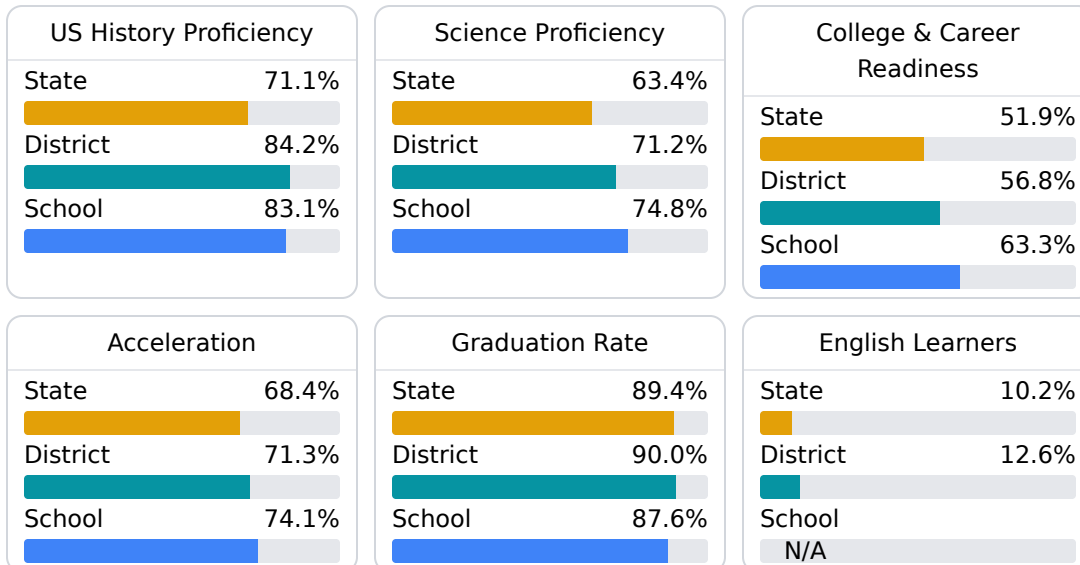 US History Proficiency
State 71.1%
District 84.2%
School 83.1%
Science Proficiency
State 63.4%
District 71.2%
School 74.8%
College & Career
Readiness
State 51.9%
District 56.8%
School 63.3%
Acceleration
State 68.4%
District 71.3%
School 74.1%
Graduation Rate
State 89.4%
District 90.0%
School 87.6%
English Learners
State 10.2%
District 12.6%
School
N/A